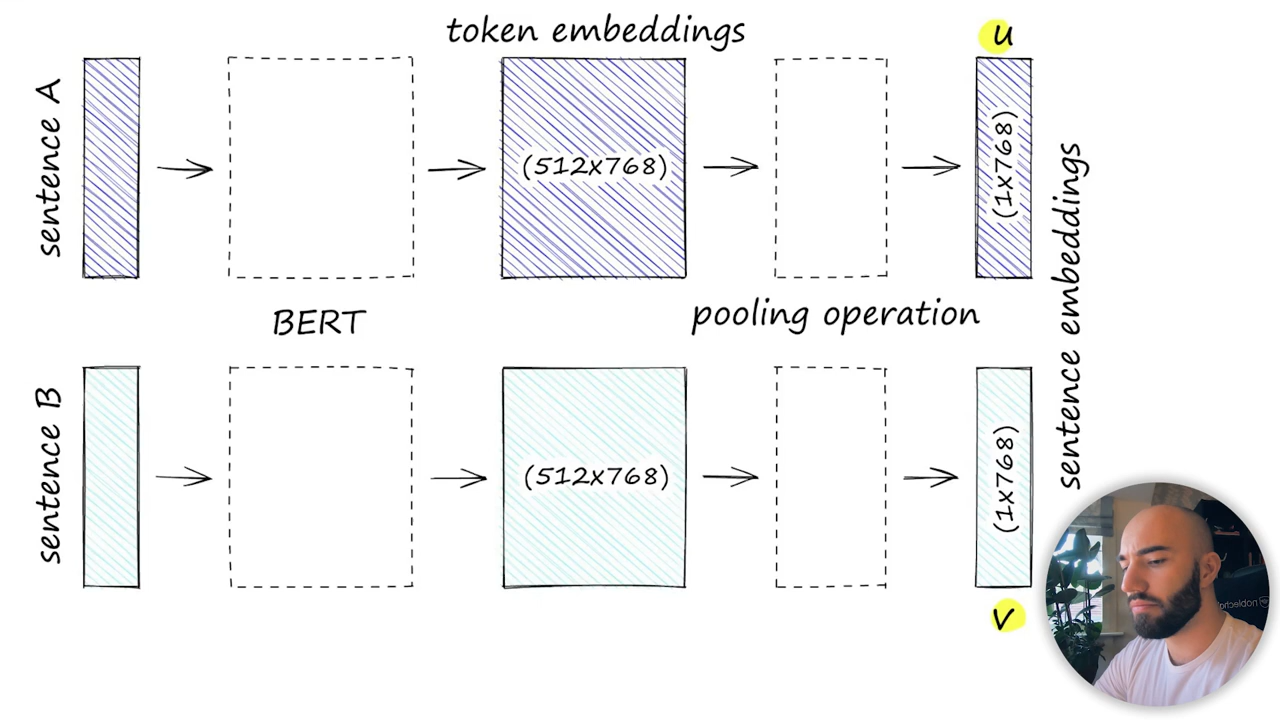 token embeddings
u
sentence A
(512x768)
(1x768)
sentence embeddings
BERT
pooling operation
sentence B
(512x768)
(1x768)
v